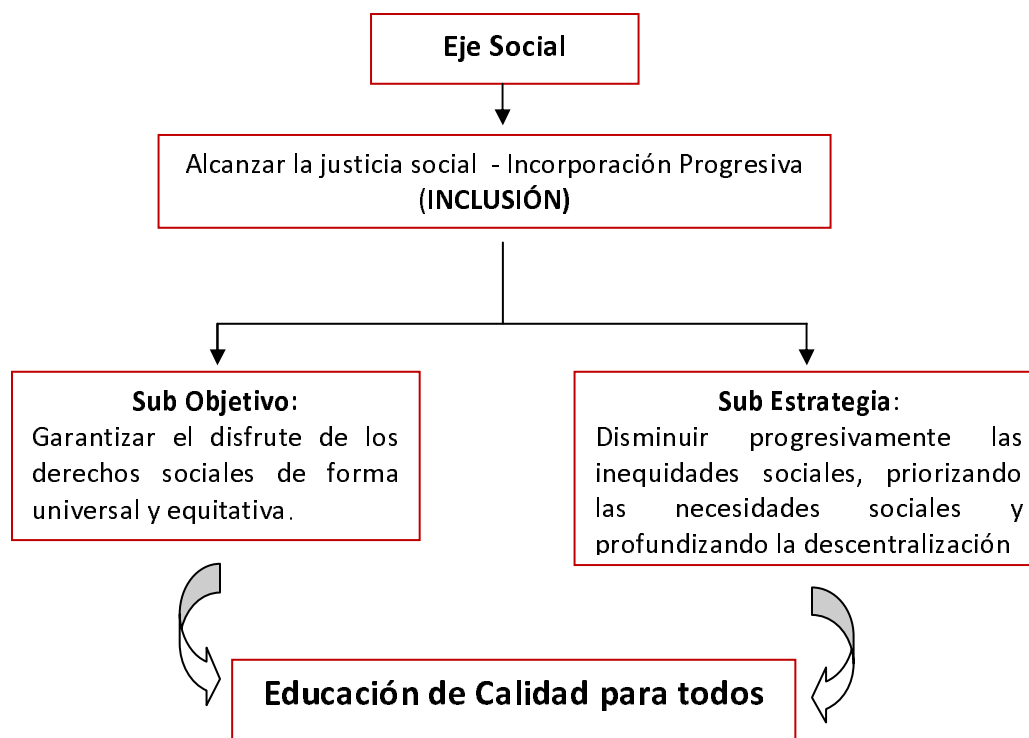 Eje Social
Alcanzar la justicia social - Incorporación Progresiva
(INCLUSIÓN)
Sub Objetivo:
Garantizar el disfrute de los
derechos sociales de forma
universal y equitativa.
Sub Estrategia:
Disminuir progresivamente las
inequidades sociales, priorizando
las necesidades sociales y
profundizando la descentralización
Educación de Calidad para todos